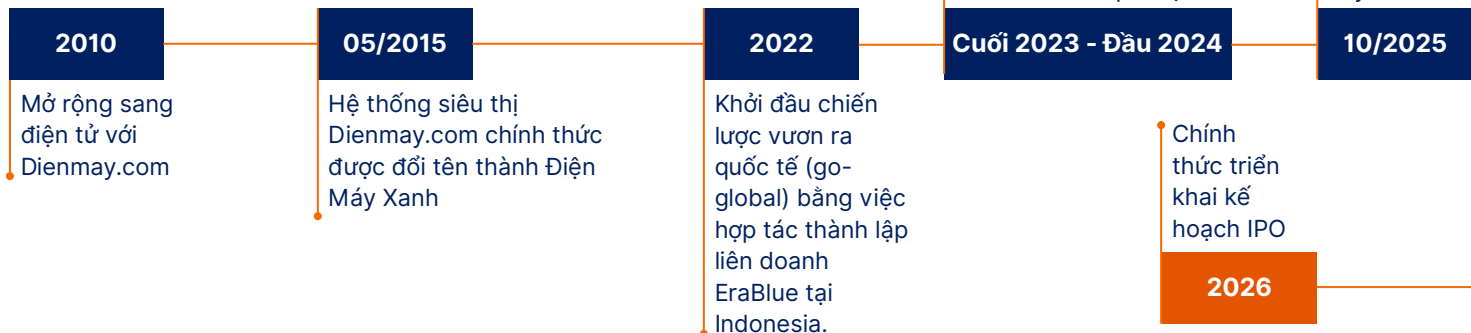 2010
Mở rộng sang
điện tử với
Dienmay.com
05/2015
Hệ thống siêu thị
Dienmay.com chính thức
được đổi tên thành Điện
Máy Xanh
2022
Khởi đầu chiến
lược vươn ra
quốc tế (go-
global) bằng việc
hợp tác thành lập
liên doanh
EraBlue tại
Indonesia.
Cuối 2023 - Đầu 2024
10/2025
Chính
thức triển
khai kế
hoạch IPO
2026